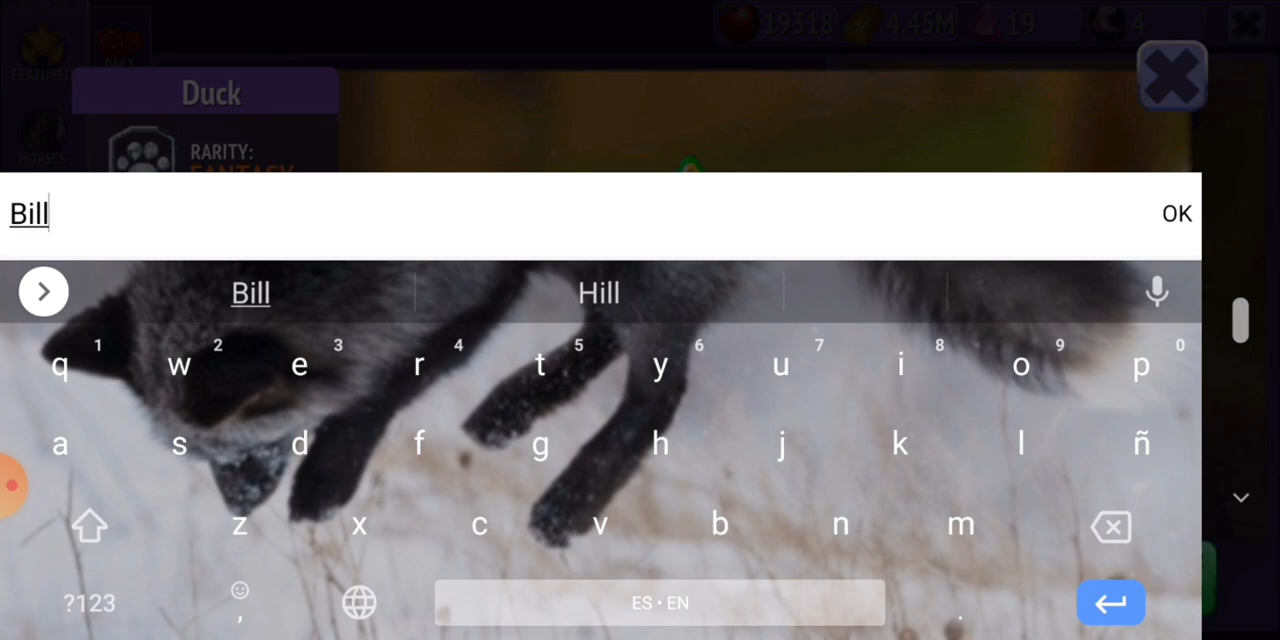 19318 4.45M 19 4
FEATURED DAILY
Duck
HORSES
RARITY:
FANTASY
Bill OK
Bill Hill
1 2 3 4 5 6 7 8 9 0
q w e r t y u i o p
a s d f g h j k l ñ
z x c v b n m
?123 , ES • EN .